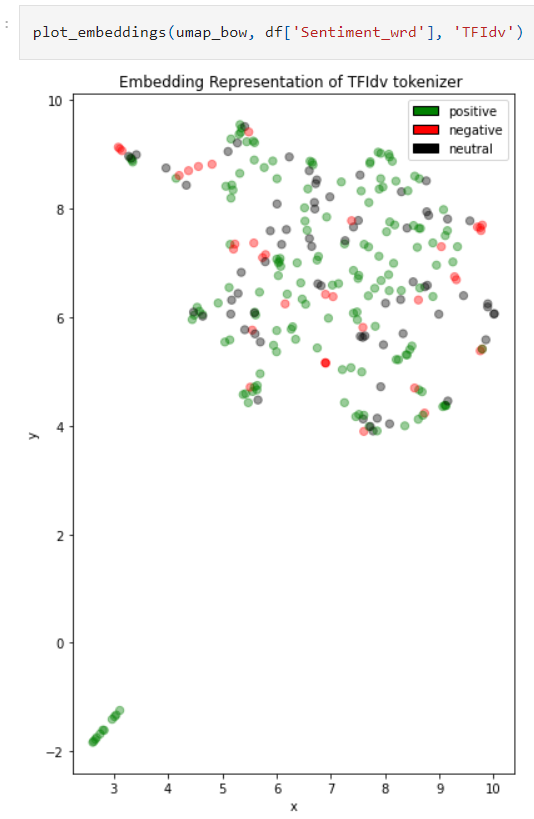 :
plot_embeddings(umap_bow, df['Sentiment_wrd'], 'TFIdv')
Embedding Representation of TFIdv tokenizer
positive
negative
neutral
10
8
6
4
2
0
−2
y
3 4 5 6 7 8 9 10
x